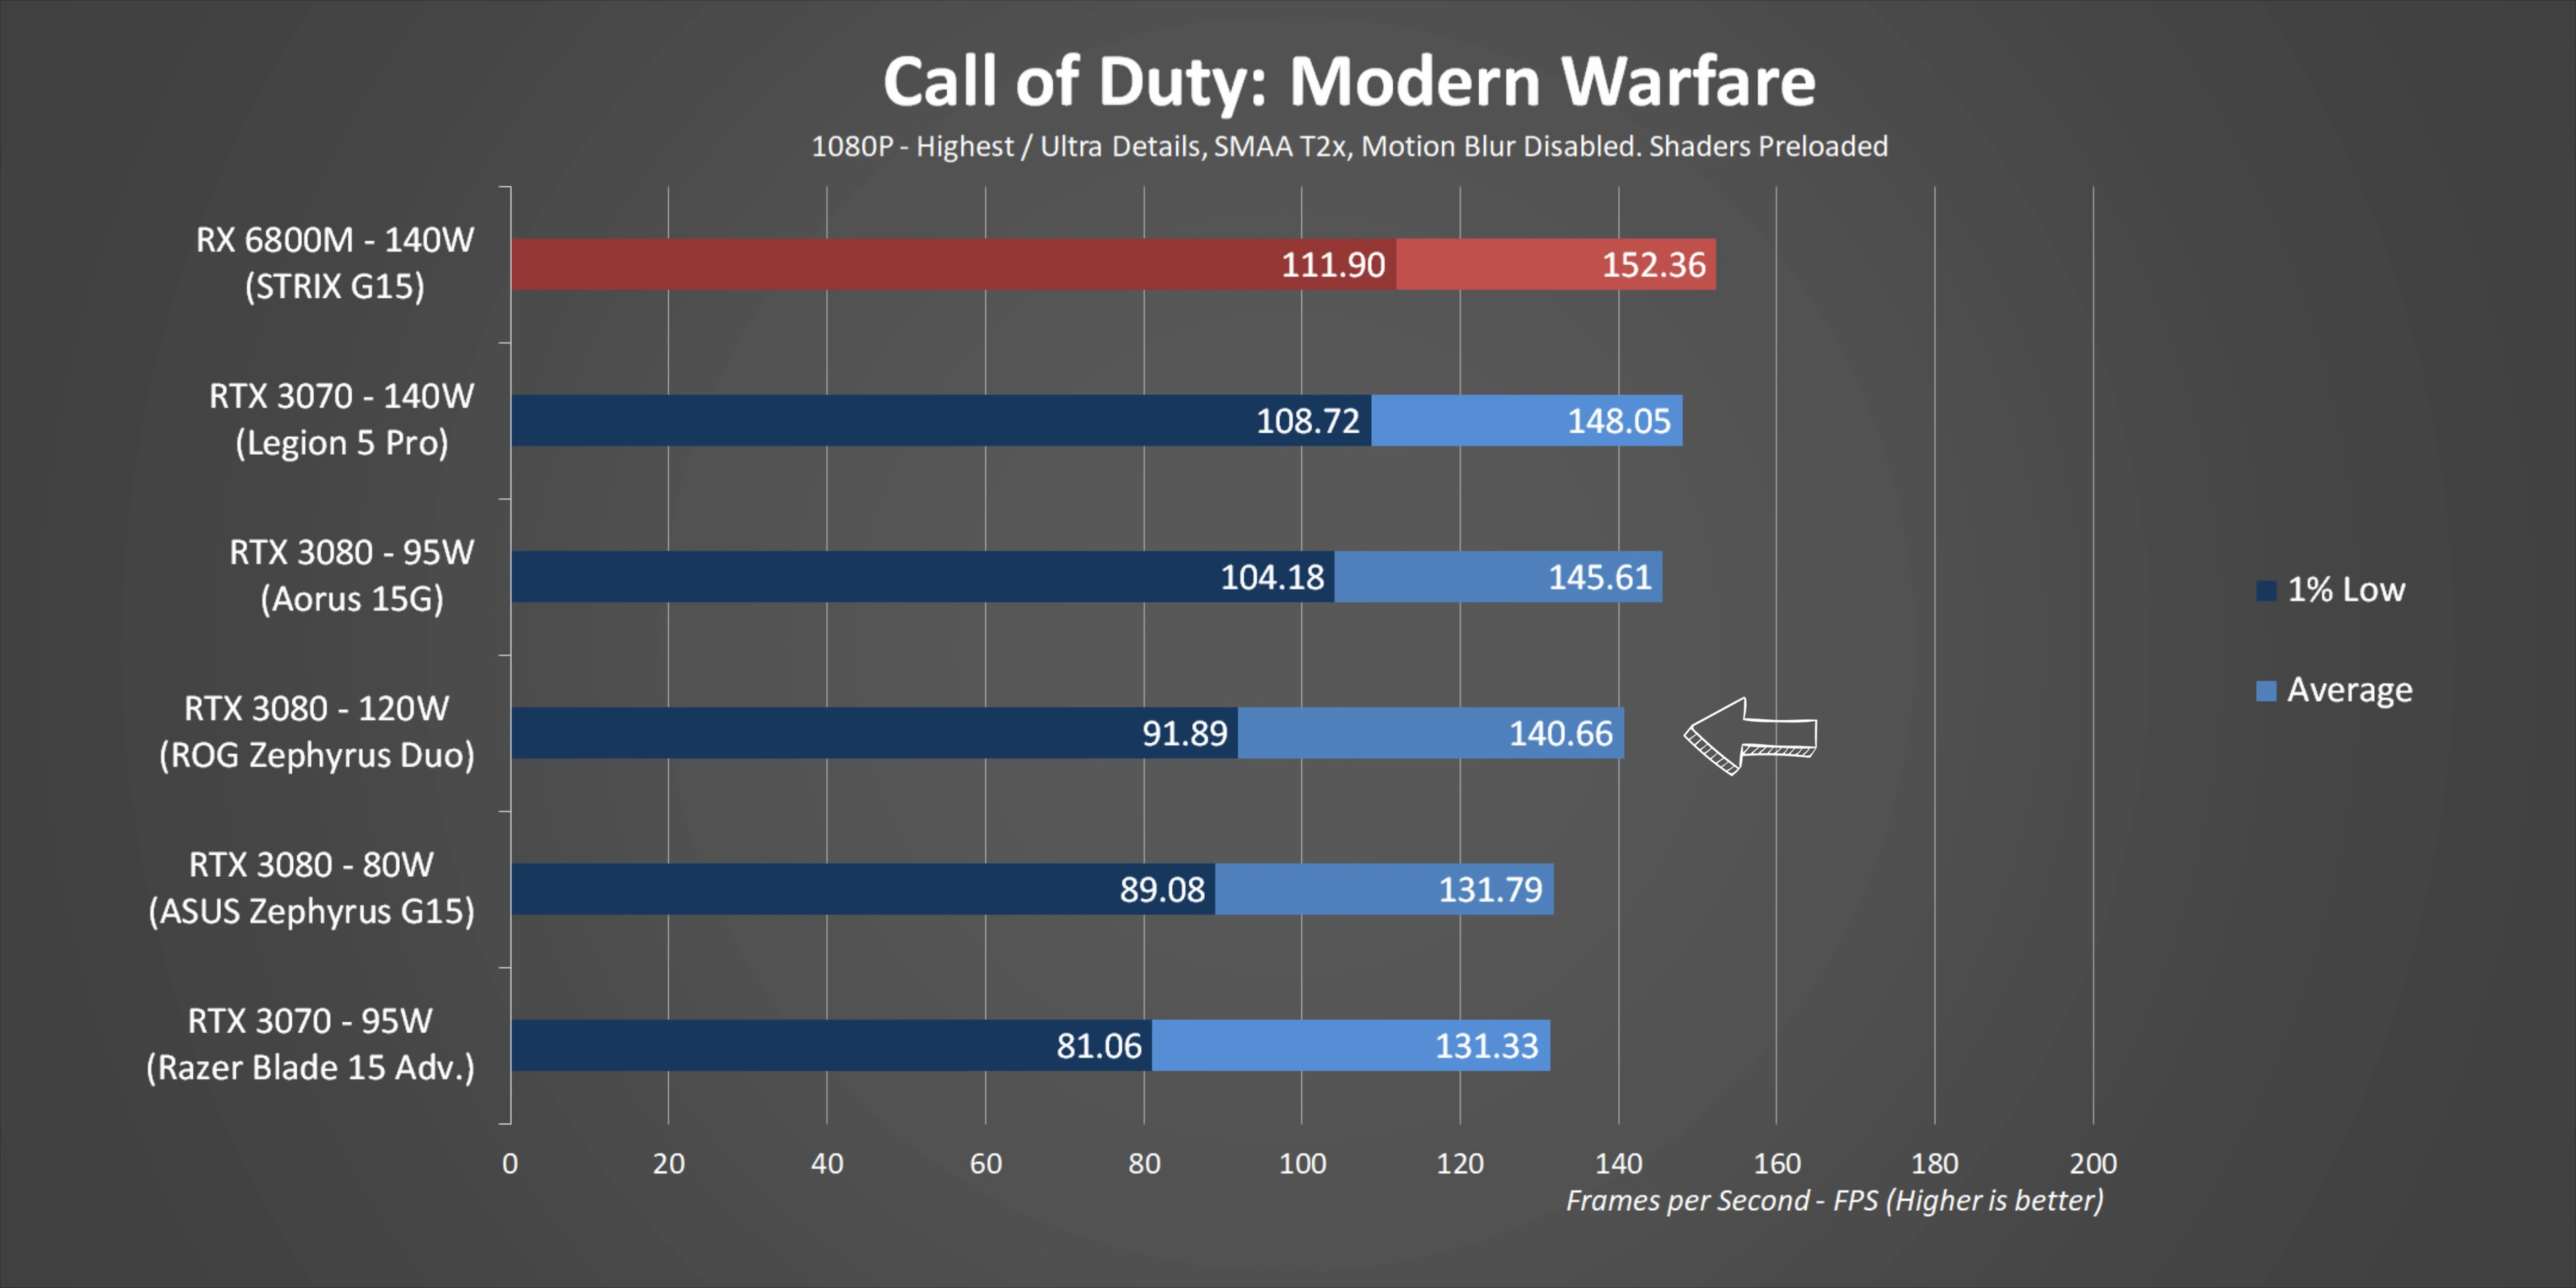 Call of Duty: Modern Warfare
1080P - Highest / Ultra Details, SMAA T2x, Motion Blur Disabled. Shaders Preloaded
RX 6800M - 140W
(STRIX G15)
111.90
152.36
RTX 3070 - 140W
(Legion 5 Pro)
108.72
148.05
RTX 3080 - 95W
(Aorus 15G)
104.18
145.61
RTX 3080 - 120W
(ROG Zephyrus Duo)
91.89
140.66
RTX 3080 - 80W
(ASUS Zephyrus G15)
89.08
131.79
RTX 3070 - 95W
(Razer Blade 15 Adv.)
81.06
131.33
1% Low
Average
0 20 40 60 80 100 120 140 160 180 200
Frames per Second - FPS (Higher is better)